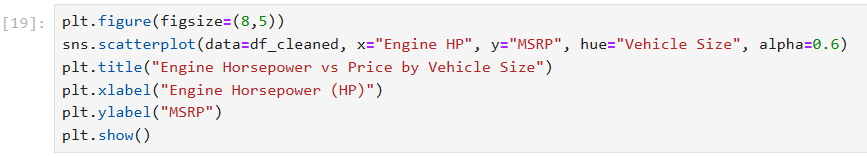 [19]: plt.figure(figsize=(8,5))
sns.scatterplot(data=df_cleaned, x="Engine HP", y="MSRP", hue="Vehicle Size", alpha=0.6)
plt.title("Engine Horsepower vs Price by Vehicle Size")
plt.xlabel("Engine Horsepower (HP)")
plt.ylabel("MSRP")
plt.show()